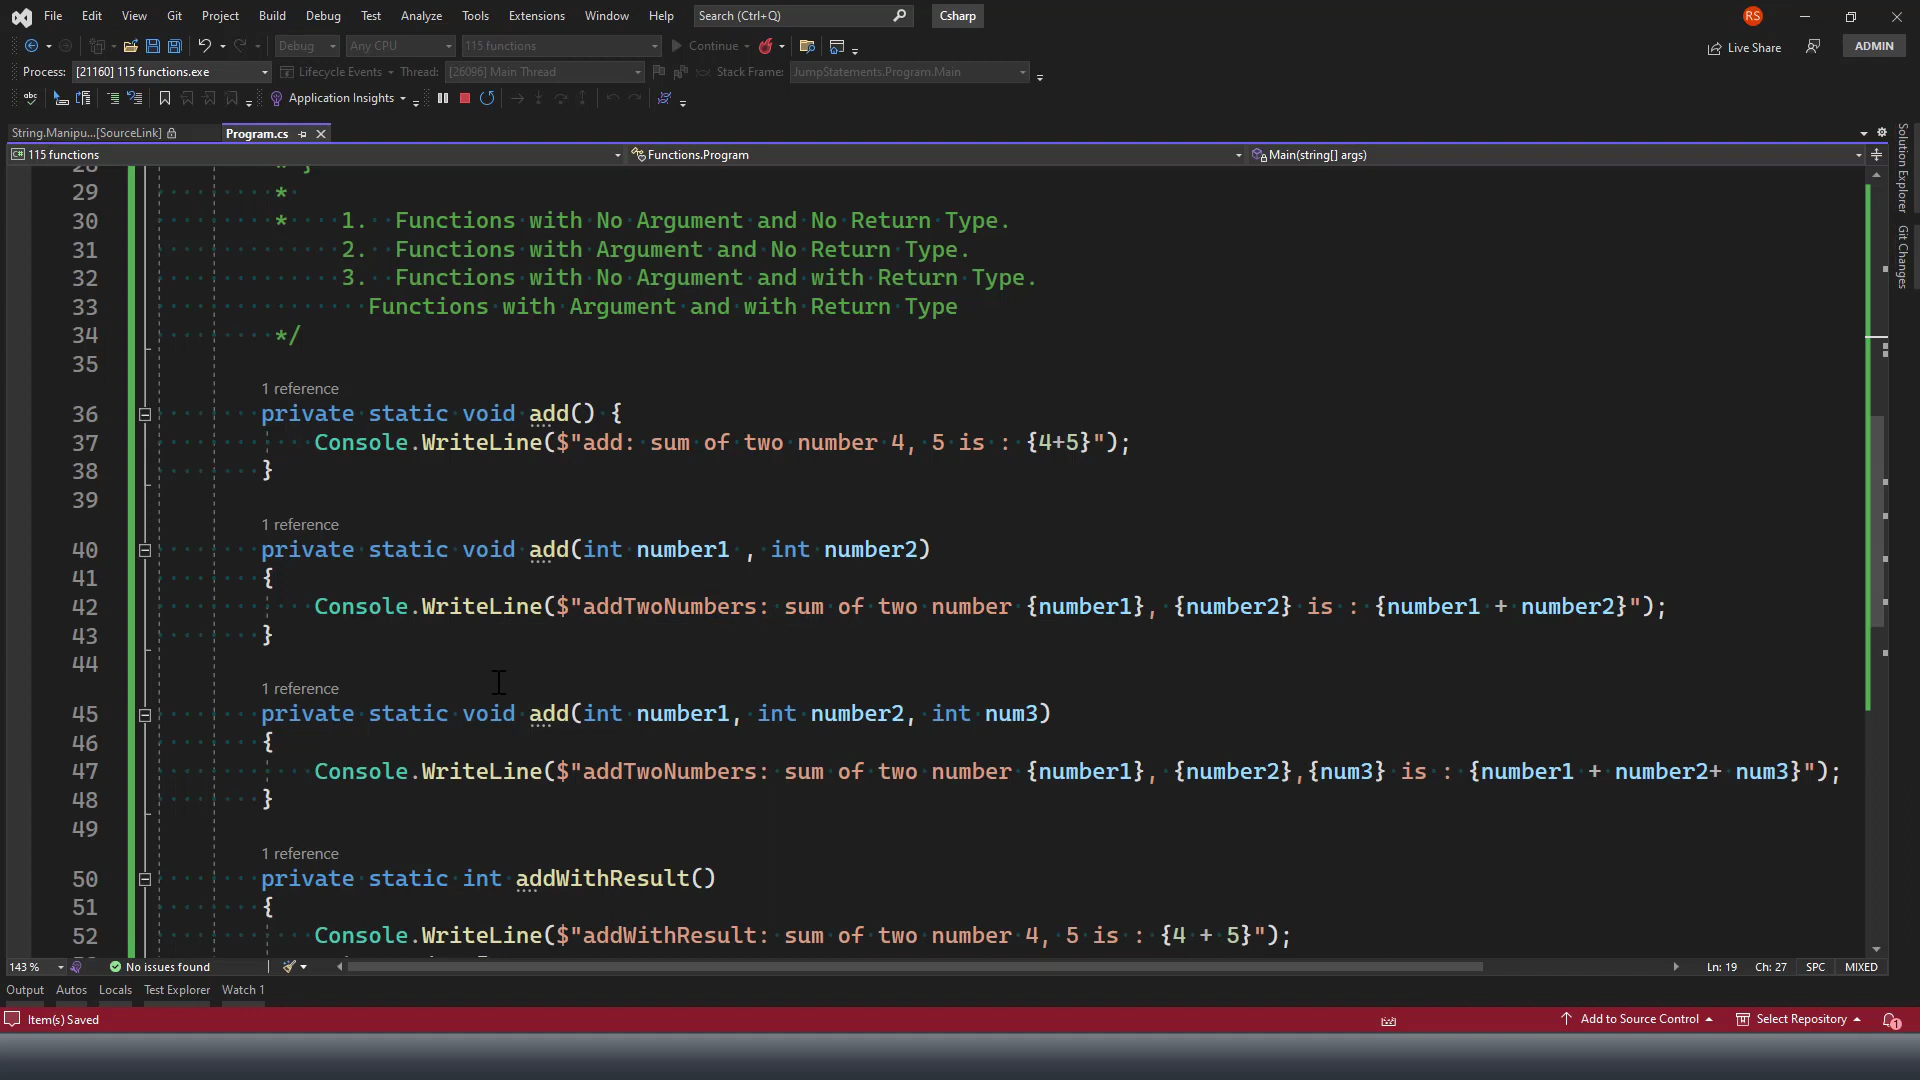 File Edit View Git Project Build Debug Test Analyze Tools Extensions Window Help Search (Ctrl+Q) Csharp RS
Debug Any CPU 115 functions Continue Live Share ADMIN
Process: [21160] 115 functions.exe Lifecycle Events Thread: [26096] Main Thread Stack Frame: JumpStatements.Program.Main
abc Application Insights
String.Manipu...[SourceLink] Program.cs
C# 115 functions Functions.Program Main(string[] args)
Solution Explorer
Git Changes
28 * }
29 *
30 * 1. Functions with No Argument and No Return Type.
31 2. Functions with Argument and No Return Type.
32 3. Functions with No Argument and with Return Type.
33 Functions with Argument and with Return Type
34 */
35
1 reference
36 private static void add() {
37 Console.WriteLine($"add: sum of two number 4, 5 is : {4+5}");
38 }
39
1 reference
40 private static void add(int number1 , int number2)
41 {
42 Console.WriteLine($"addTwoNumbers: sum of two number {number1}, {number2} is : {number1 + number2}");
43 }
44
1 reference
45 private static void add(int number1, int number2, int num3)
46 {
47 Console.WriteLine($"addTwoNumbers: sum of two number {number1}, {number2},{num3} is : {number1 + number2+ num3}");
48 }
49
1 reference
50 private static int addWithResult()
51 {
52 Console.WriteLine($"addWithResult: sum of two number 4, 5 is : {4 + 5}");
143 % No issues found Ln: 19 Ch: 27 SPC MIXED
Output Autos Locals Test Explorer Watch 1
Item(s) Saved Add to Source Control Select Repository 1